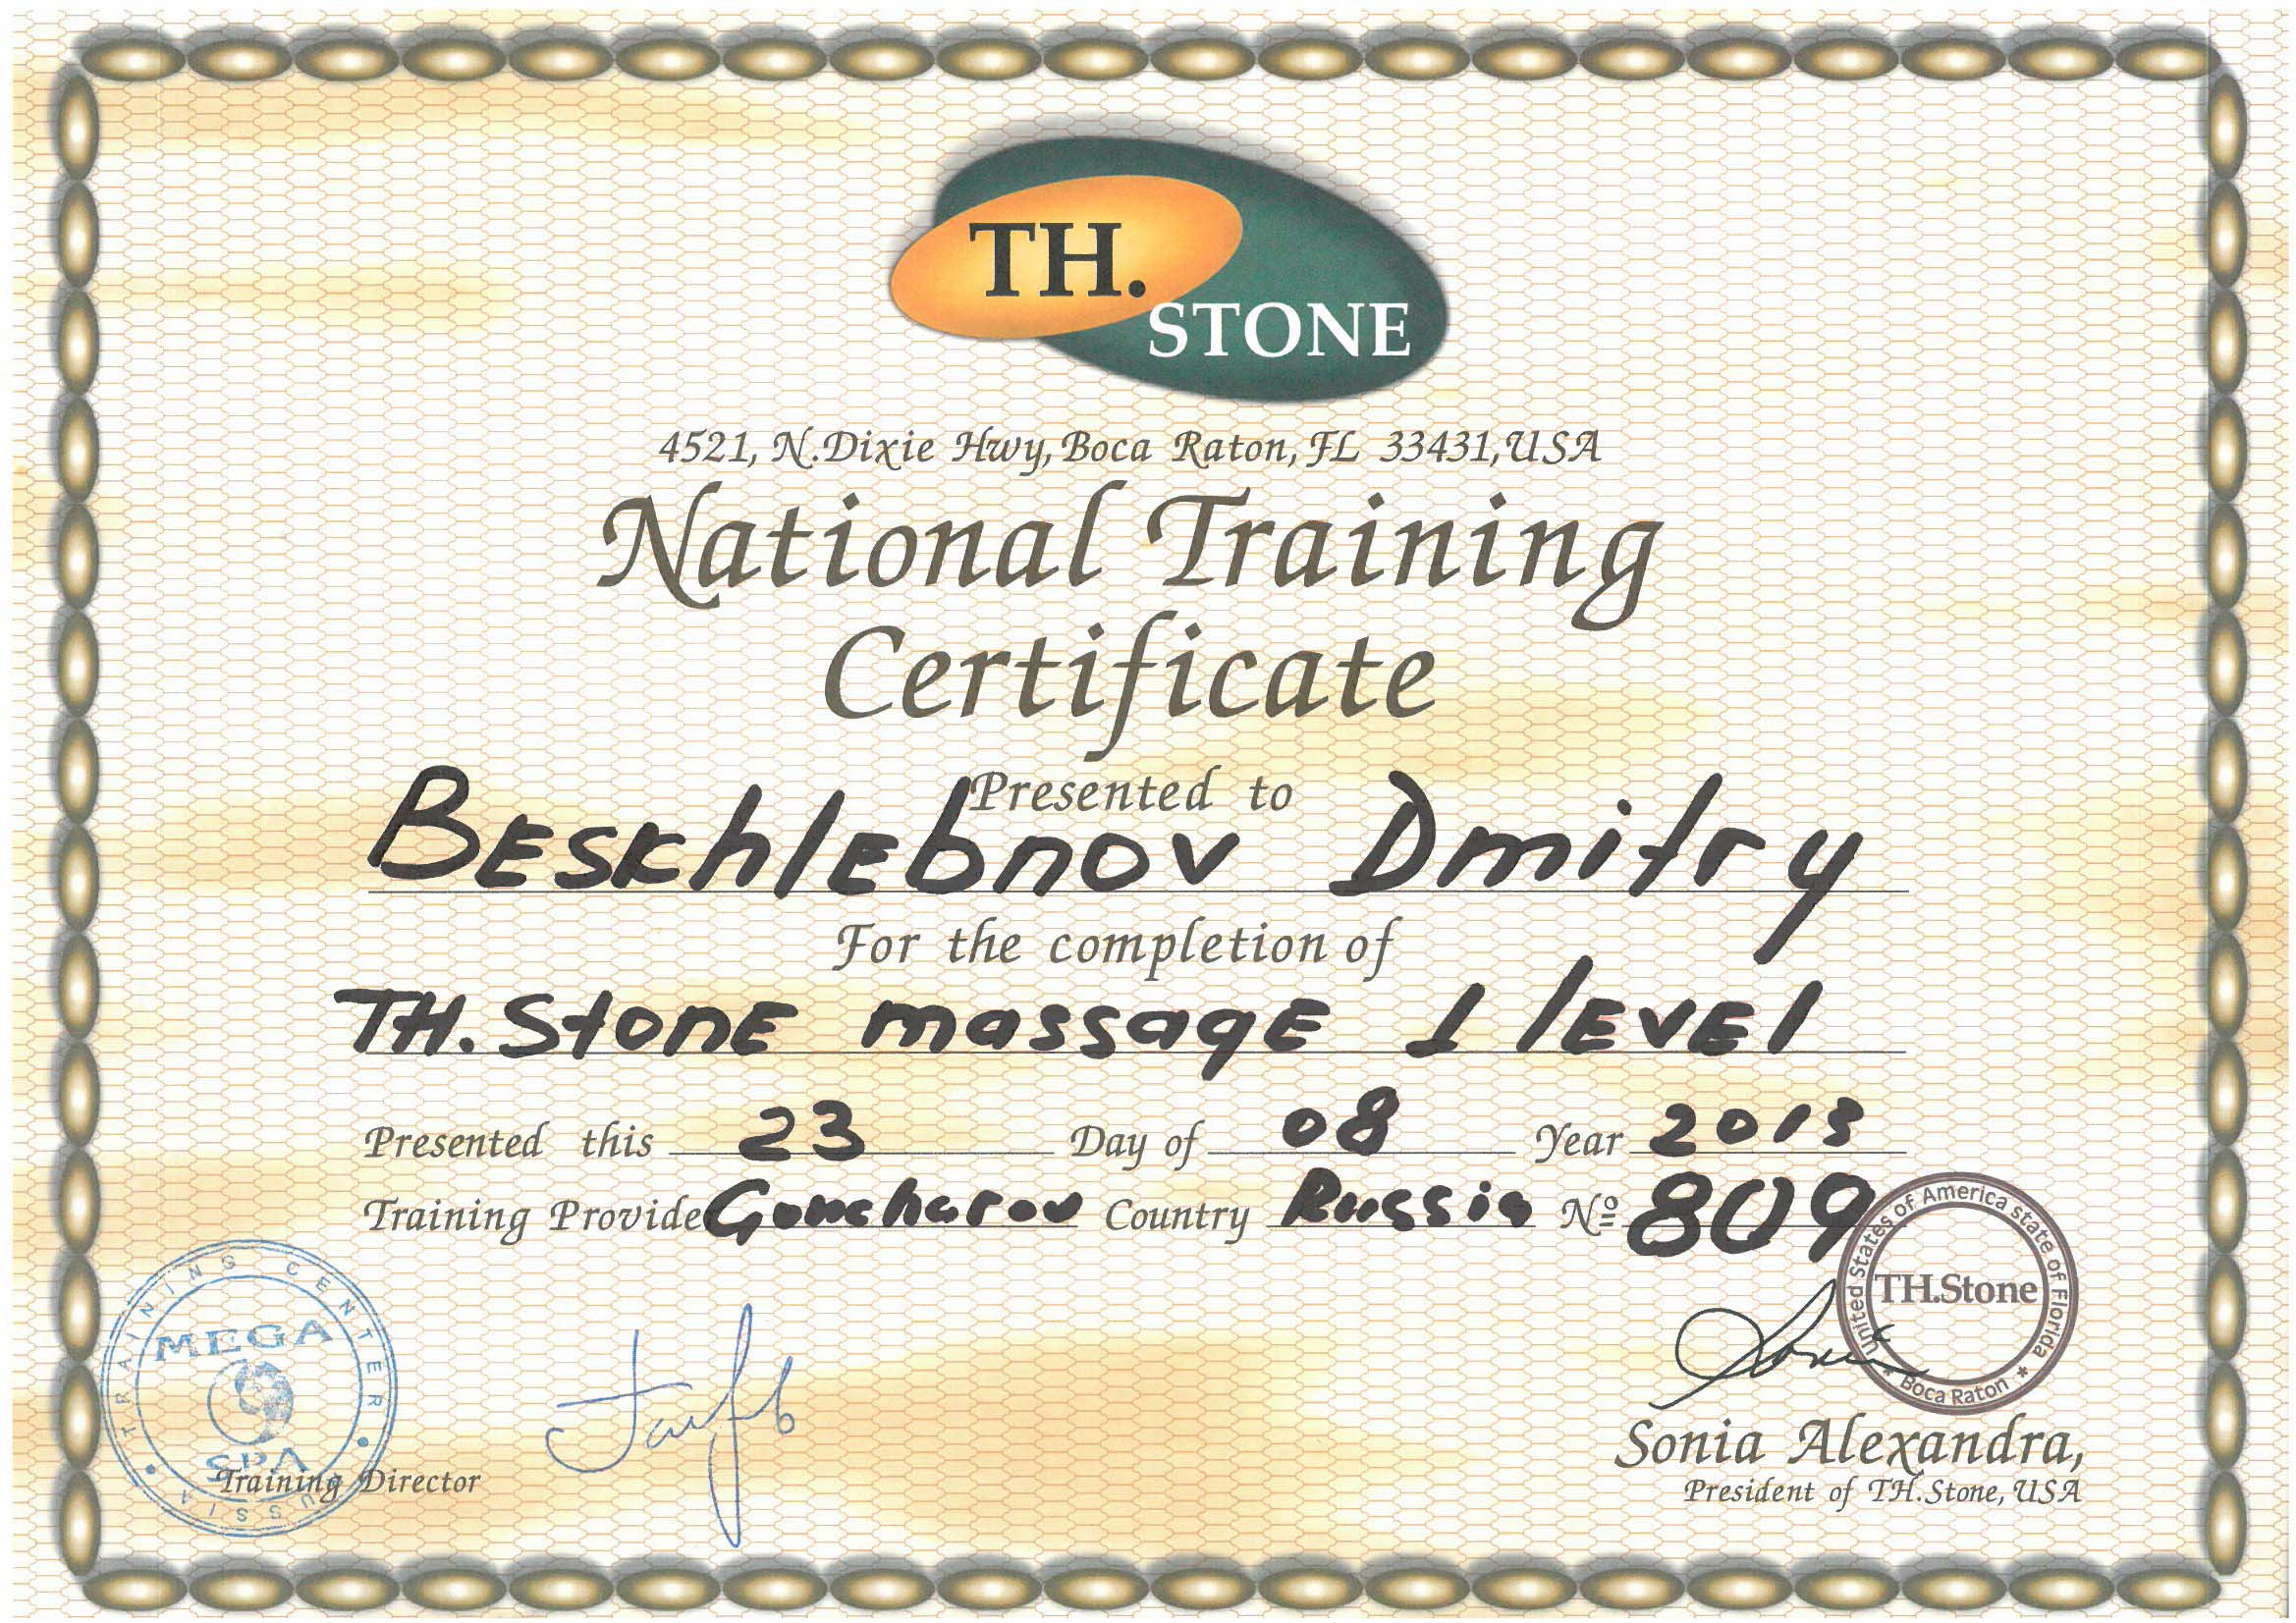 TH.
STONE
4521, N.Dixie Hwy, Boca Raton, FL 33431, USA
National Training
Certificate
Presented to
BESKhlEbnov Dmitry
For the completion of
TH. StonE massagE 1 lEVEl
Presented this 23 Day of 08 Year 2013
Training Provider Goncharov Country Russia № 809
United States of America state of Florida
TH.Stone
* Boca Raton *
TRAINING CENTER
MEGA
SPA
RUSSIA
Training Director
Sonia Alexandra,
President of TH.Stone, USA